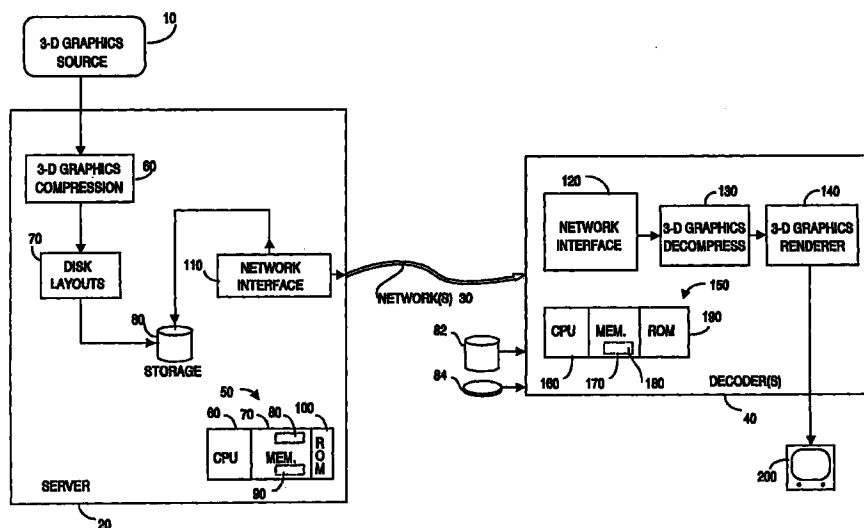 10
3-D GRAPHICS
SOURCE
60
3-D GRAPHICS
COMPRESSION
70
DISK
LAYOUTS
80
STORAGE
110
NETWORK
INTERFACE
NETWORK(S) 30
50
60
70
80
100
CPU
MEM.
ROM
90
SERVER
20
120
NETWORK
INTERFACE
130
3-D GRAPHICS
DECOMPRESS
140
3-D GRAPHICS
RENDERER
150
82
84
CPU
MEM.
ROM
190
160
170
180
DECODER(S)
40
200